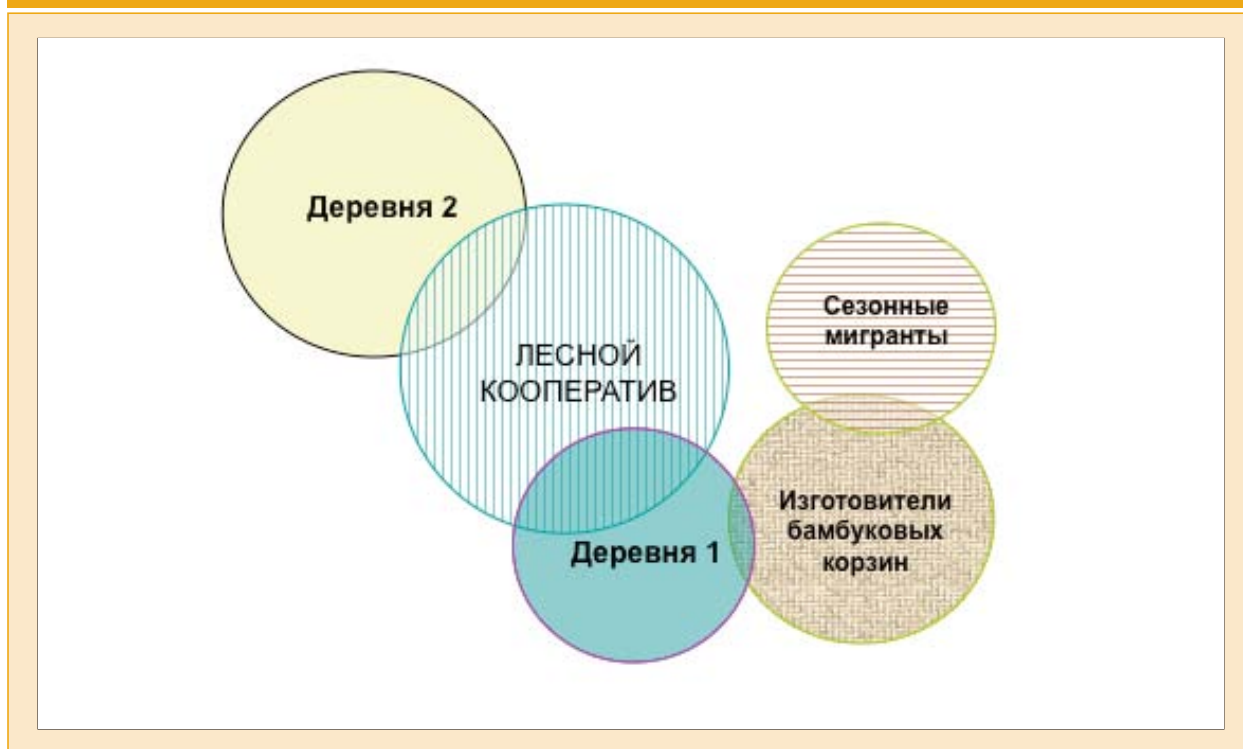 Деревня 2
ЛЕСНОЙ
КООПЕРАТИВ
Сезонные
мигранты
Деревня 1
Изготовители
бамбуковых
корзин